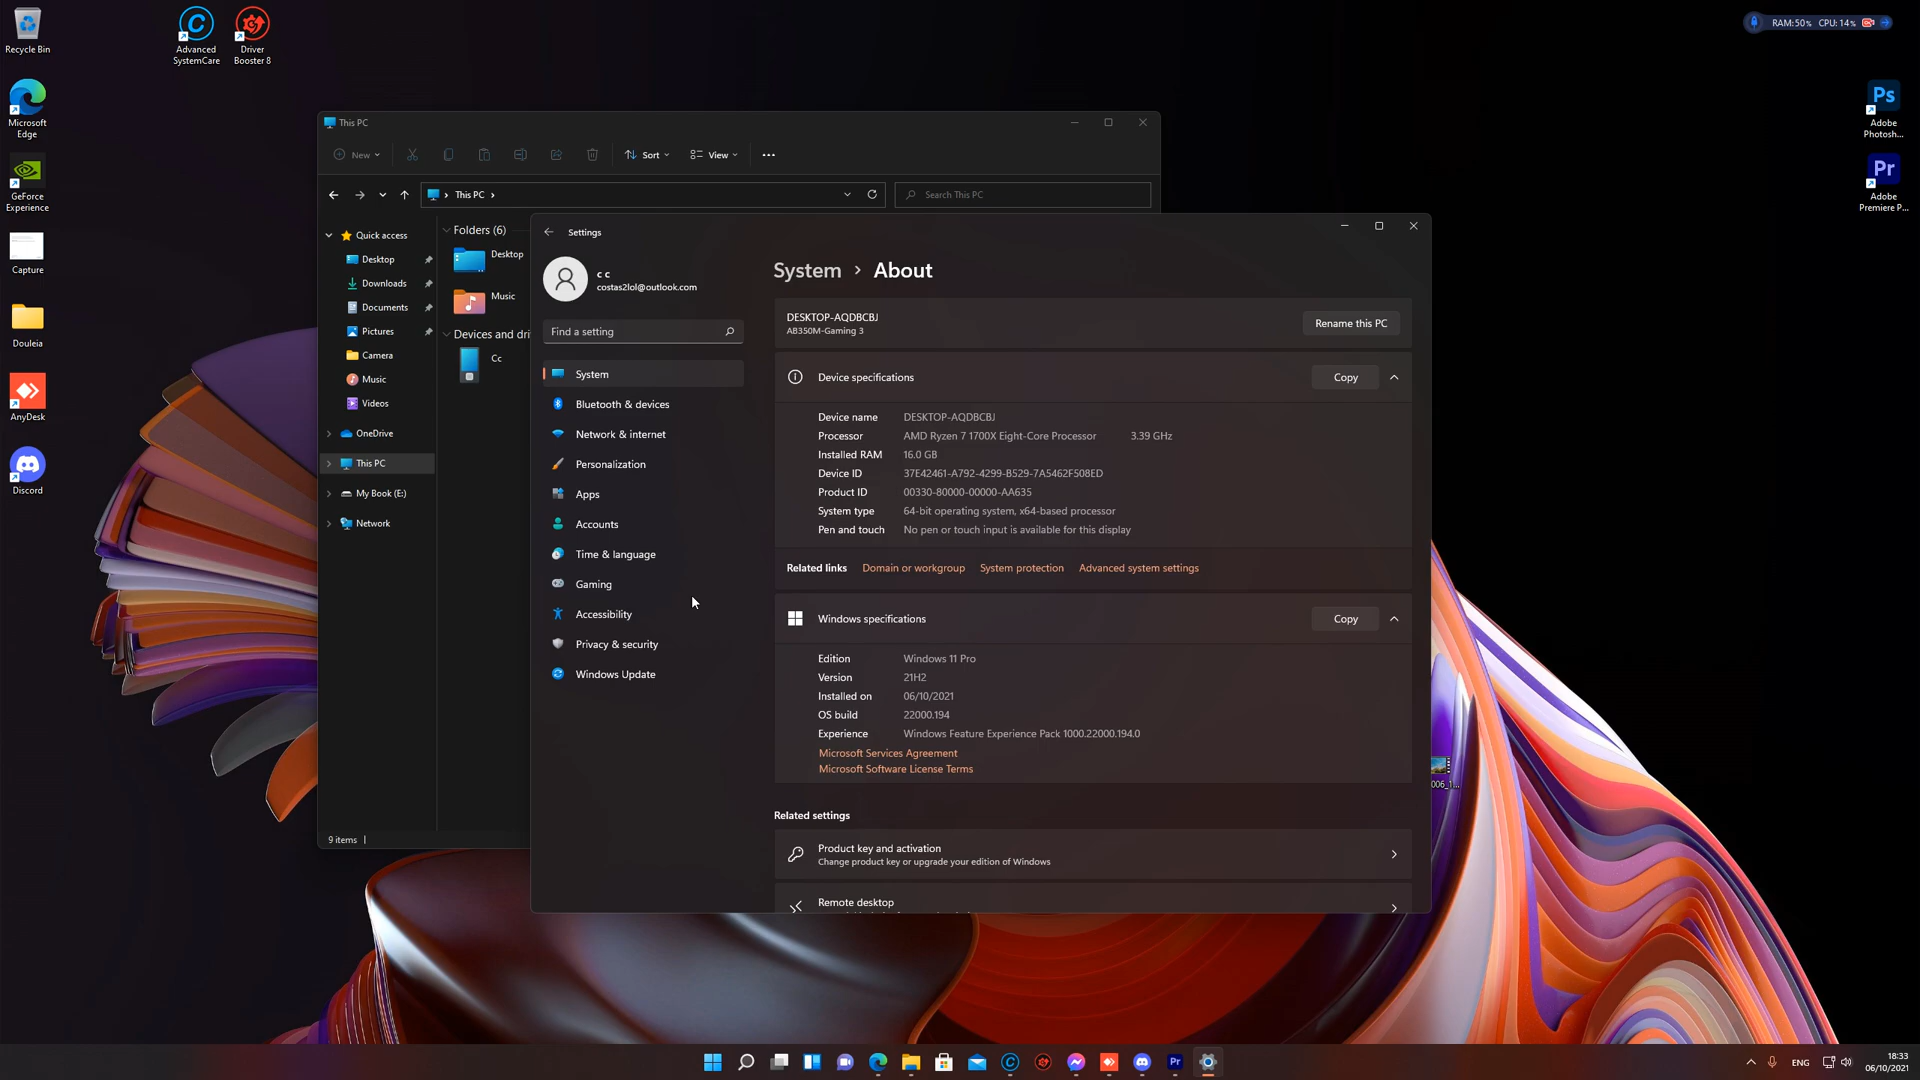 Recycle Bin
Advanced
SystemCare
Driver
Booster 8
RAM:50% CPU: 14%
Microsoft
Edge
GeForce
Experience
Capture
Douleia
AnyDesk
Discord
Adobe
Photosh...
Adobe
Premiere P...
This PC
New
Sort
View
This PC
Search This PC
Quick access
Desktop
Downloads
Documents
Pictures
Camera
Music
Videos
OneDrive
This PC
My Book (E:)
Network
Folders (6)
Desktop
Music
Devices and dri
Cc
9 items
Settings
c c
costas2lol@outlook.com
Find a setting
System
Bluetooth & devices
Network & internet
Personalization
Apps
Accounts
Time & language
Gaming
Accessibility
Privacy & security
Windows Update
System › About
DESKTOP-AQDBCBJ
AB350M-Gaming 3
Rename this PC
Device specifications
Copy
Device name DESKTOP-AQDBCBJ
Processor AMD Ryzen 7 1700X Eight-Core Processor 3.39 GHz
Installed RAM 16.0 GB
Device ID 37E42461-A792-4299-B529-7A5462F508ED
Product ID 00330-80000-00000-AA635
System type 64-bit operating system, x64-based processor
Pen and touch No pen or touch input is available for this display
Related links Domain or workgroup System protection Advanced system settings
Windows specifications
Copy
Edition Windows 11 Pro
Version 21H2
Installed on 06/10/2021
OS build 22000.194
Experience Windows Feature Experience Pack 1000.22000.194.0
Microsoft Services Agreement
Microsoft Software License Terms
Related settings
Product key and activation
Change product key or upgrade your edition of Windows
Remote desktop
006_1...
ENG
18:33
06/10/2021
Ps
Pr
Pr